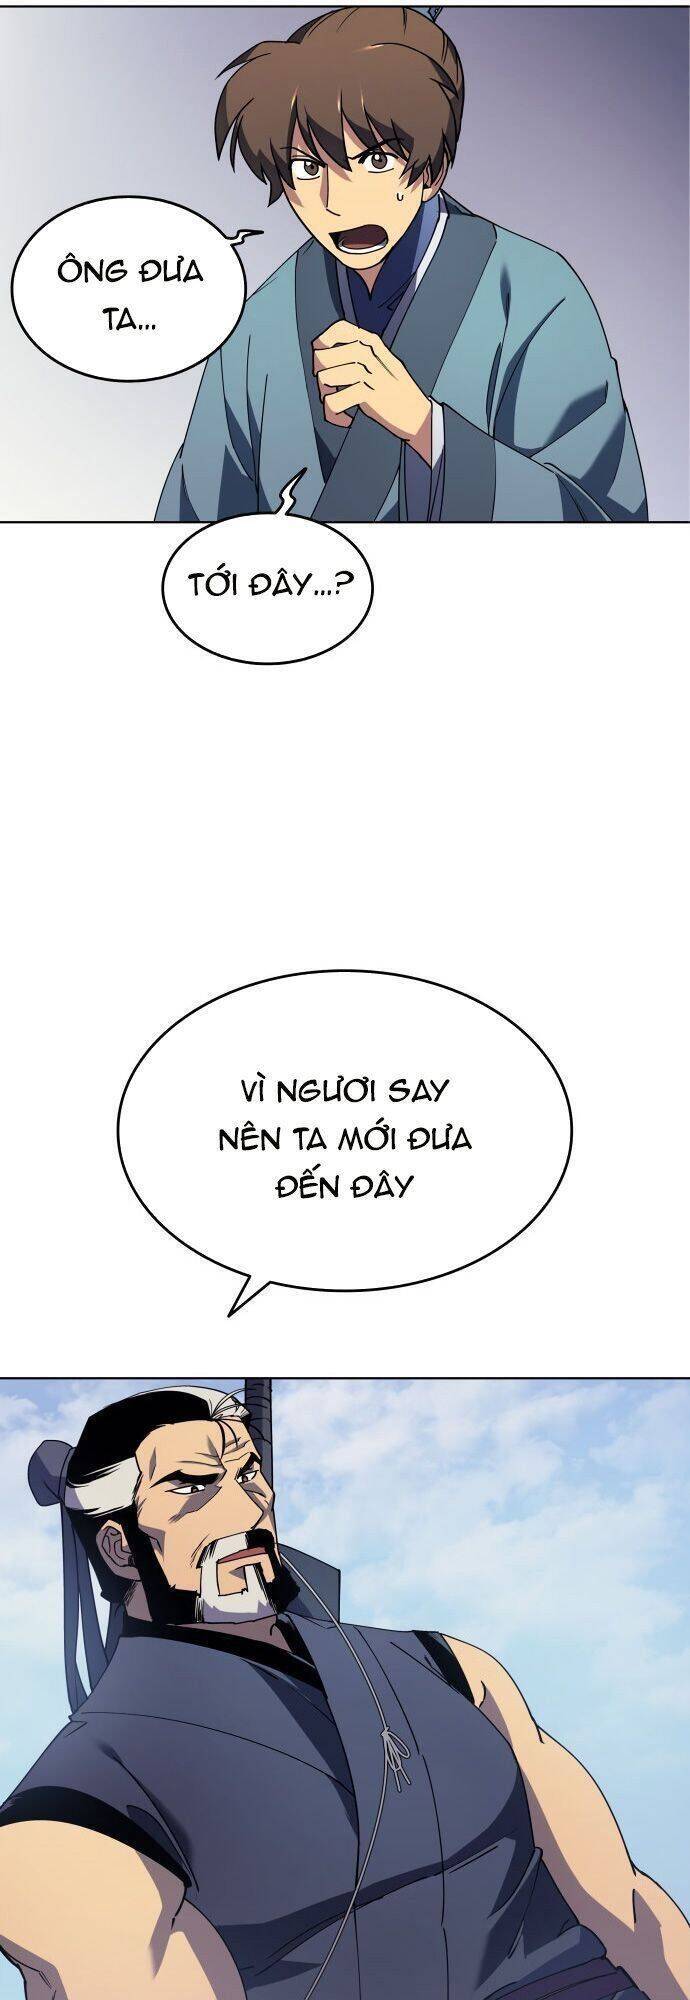 ÔNG ĐƯA
TA...
TỚI ĐÂY...?
VÌ NGƯƠI SAY
NÊN TA MỚI ĐƯA
ĐẾN ĐÂY